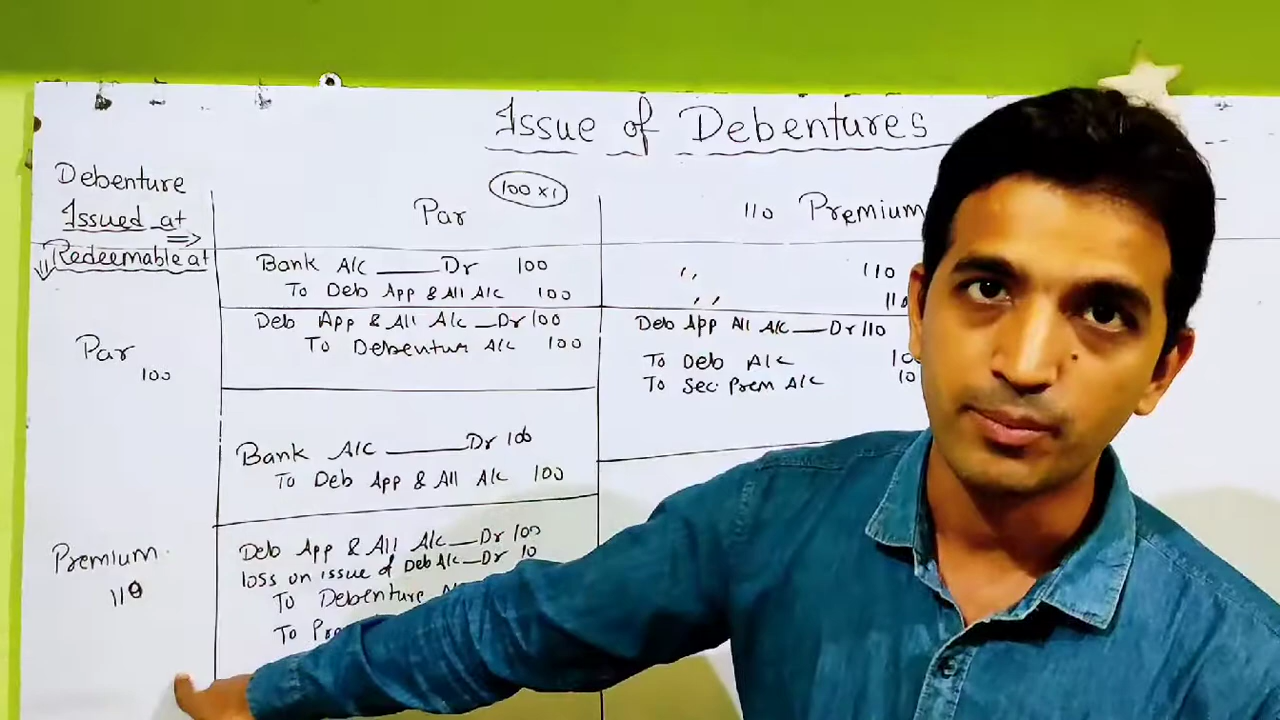 Issue of Debentures
Debenture
Issued at
Redeemable at
Par
100 x 1
110 Premium
Bank A/c Dr 100
To Deb App & All A/c 100
Deb App & All A/c Dr 100
To Debentur A/c 100
Par
100
" 110
"
Deb App All A/c Dr 110
To Deb A/c
To Sec. Prem A/c 10
Bank A/c Dr 100
To Deb App & All A/c 100
Premium
110
Deb App & All A/c Dr 100
loss on issue of Deb A/c Dr 10
To Debenture
To